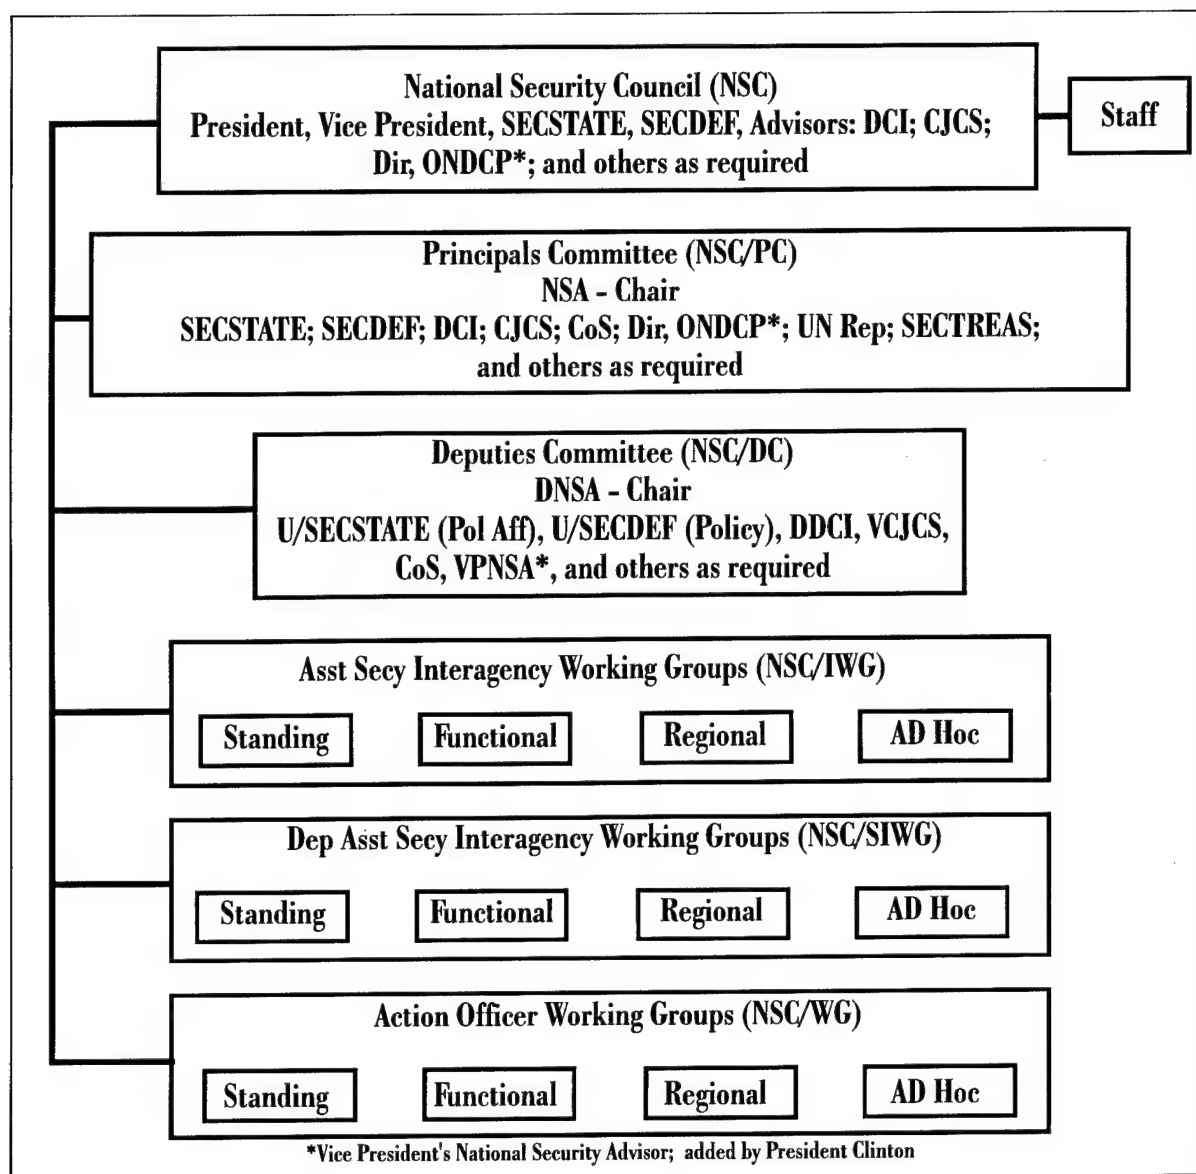 National Security Council (NSC)
President, Vice President, SECSTATE, SECDEF, Advisors: DCI; CJCS;
Dir, ONDCP*; and others as required
Staff
Principals Committee (NSC/PC)
NSA - Chair
SECSTATE; SECDEF; DCI; CJCS; CoS; Dir, ONDCP*; UN Rep; SECTREAS;
and others as required
Deputies Committee (NSC/DC)
DNSA - Chair
U/SECSTATE (Pol Aff), U/SECDEF (Policy), DDCI, VCJCS,
CoS, VPNSA*, and others as required
Asst Secy Interagency Working Groups (NSC/IWG)
Standing Functional Regional AD Hoc
Dep Asst Secy Interagency Working Groups (NSC/SIWG)
Standing Functional Regional AD Hoc
Action Officer Working Groups (NSC/WG)
Standing Functional Regional AD Hoc
*Vice President's National Security Advisor; added by President Clinton